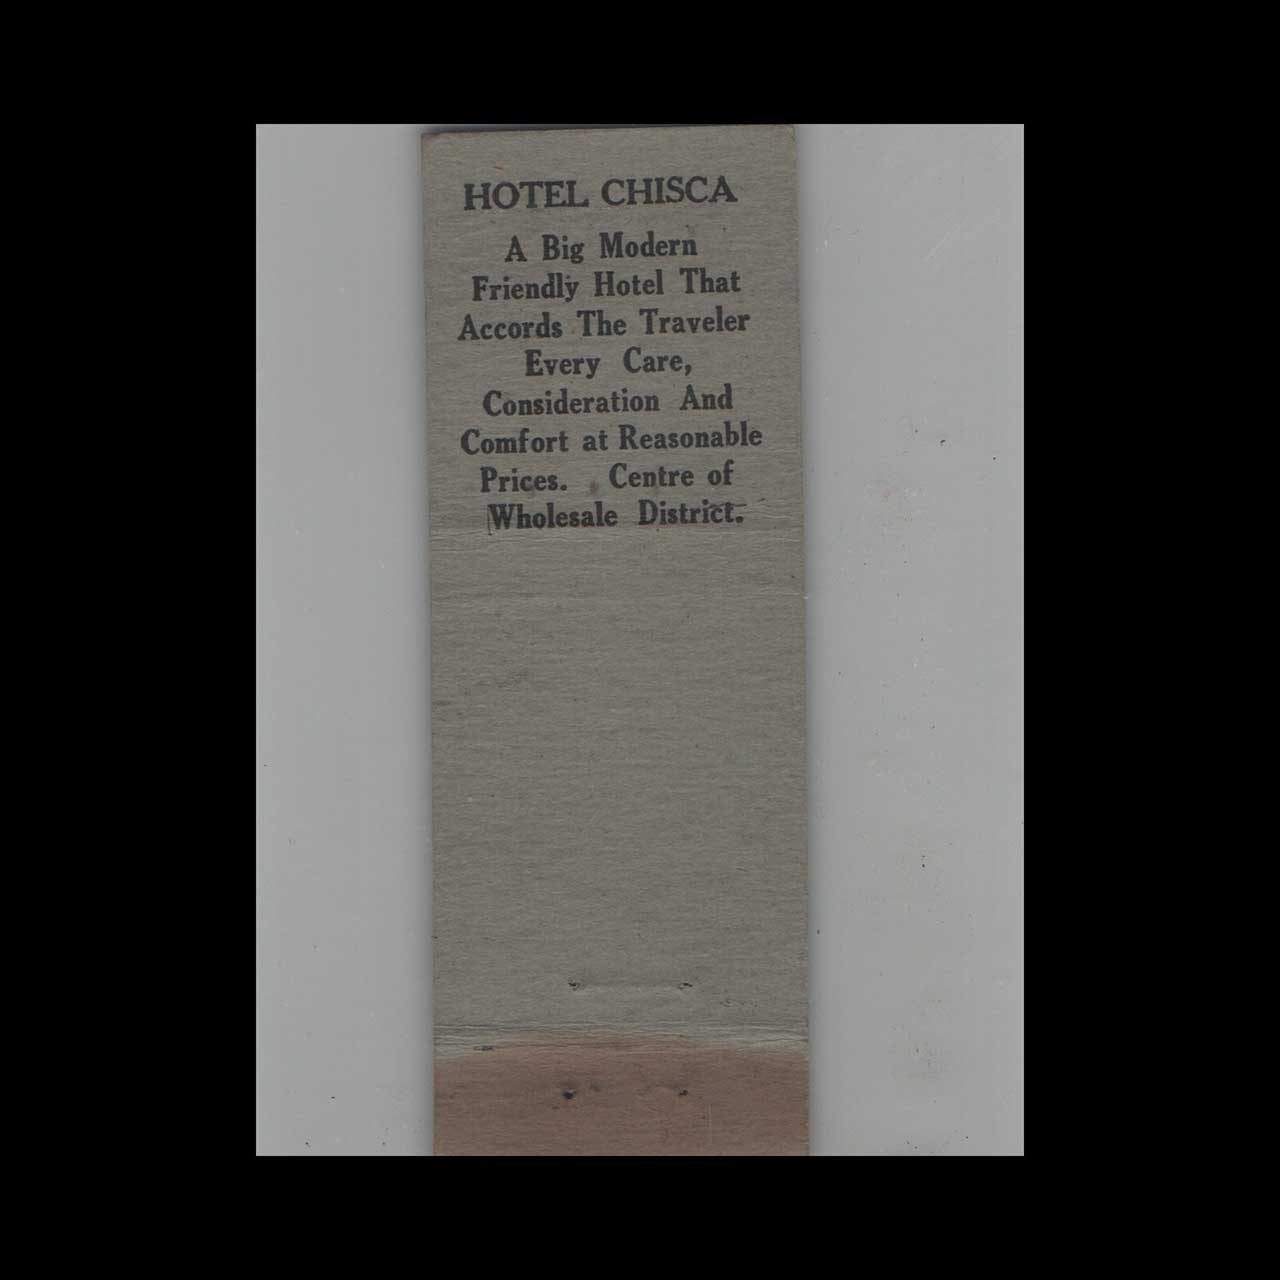 HOTEL CHISCA
A Big Modern
Friendly Hotel That
Accords The Traveler
Every Care,
Consideration And
Comfort at Reasonable
Prices. Centre of
Wholesale District.